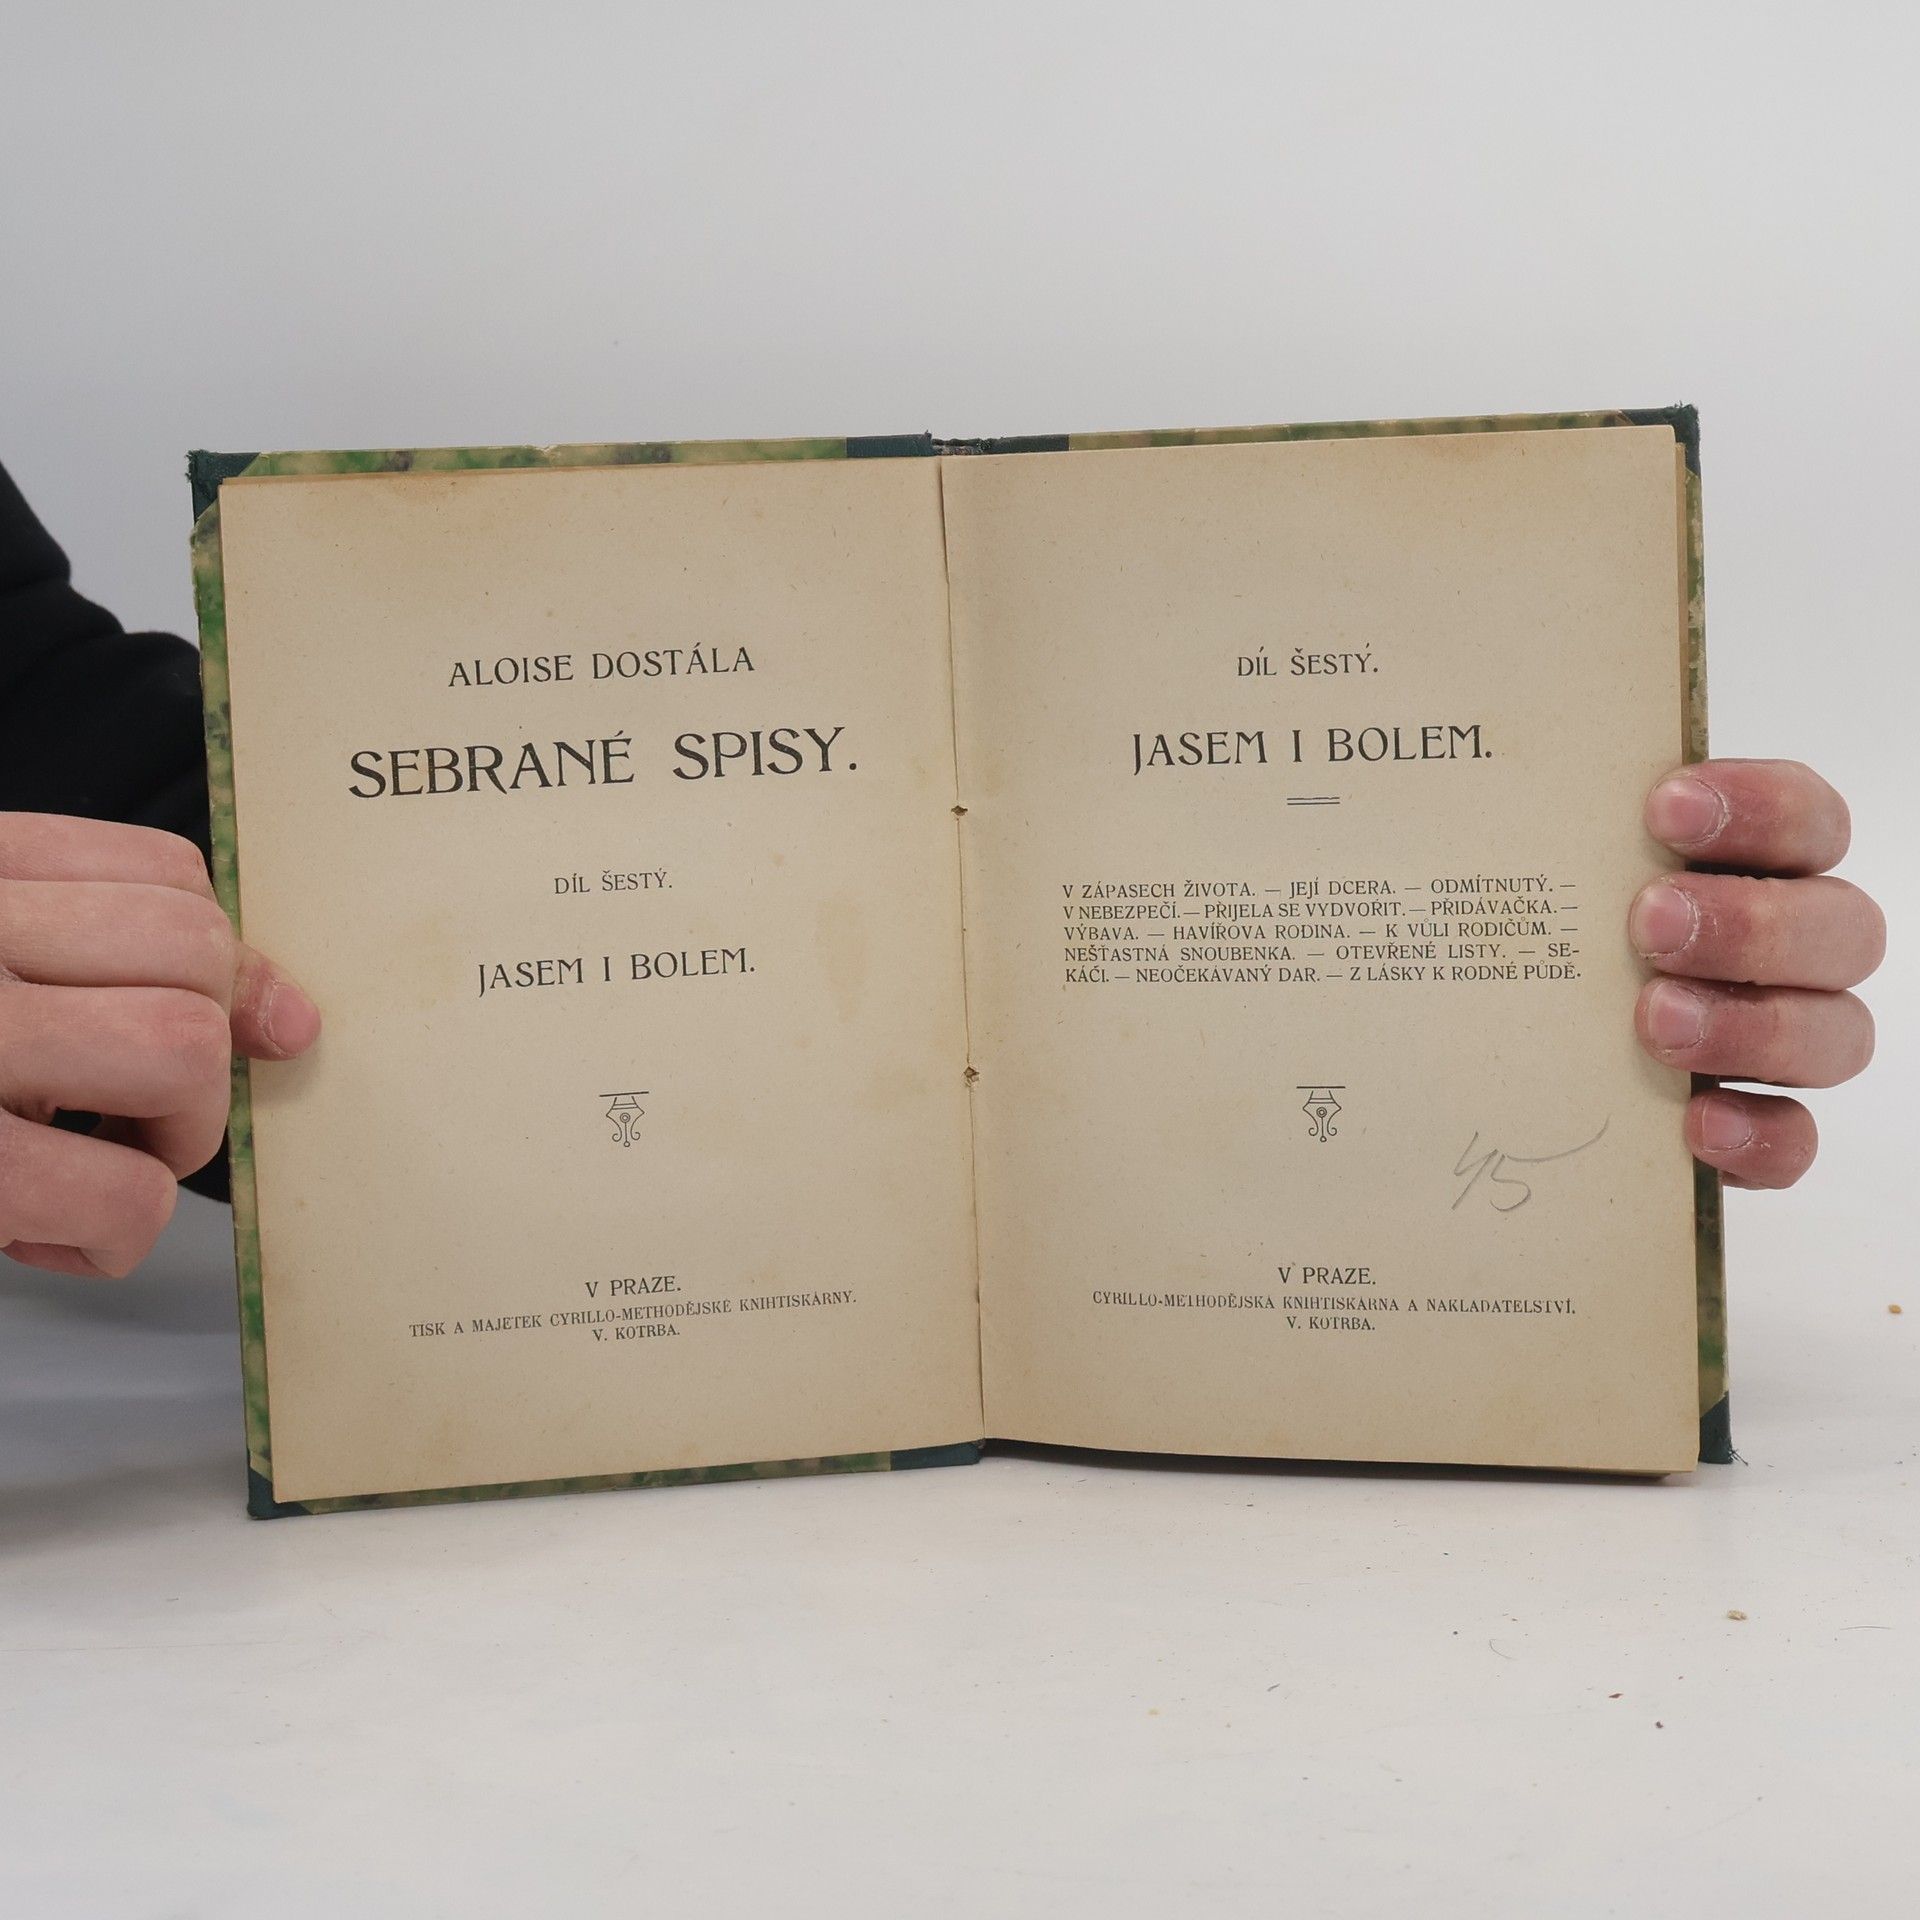 ALOISE DOSTÁLA
SEBRANÉ SPISY.
DÍL ŠESTÝ.
JASEM I BOLEM.
V PRAZE.
TISK A MAJETEK CYRILLO-METHODĚJSKÉ KNIHTISKÁRNY.
V. KOTRBA.
DÍL ŠESTÝ.
JASEM I BOLEM.
V ZÁPASECH ŽIVOTA. — JEJÍ DCERA. — ODMÍTNUTÝ. —
V NEBEZPEČÍ. — PŘIJELA SE VYDVOŘIT. — PŘIDÁVAČKA. —
VÝBAVA. — HAVÍŘOVA RODINA. — K VŮLI RODIČŮM. —
NEŠŤASTNÁ SNOUBENKA. — OTEVŘENÉ LISTY. — SE-
KÁČI. — NEOČEKÁVANÝ DAR. — Z LÁSKY K RODNÉ PŮDĚ.
45
V PRAZE.
CYRILLO-METHODĚJSKÁ KNIHTISKÁRNA A NAKLADATELSTVÍ.
V. KOTRBA.